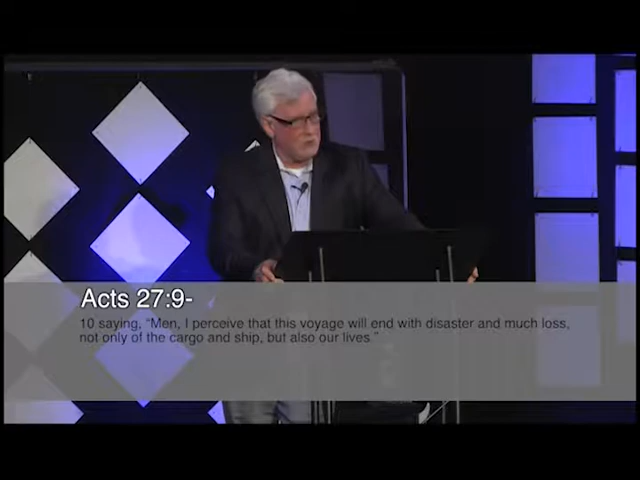 Acts 27:9-
10 saying, “Men, I perceive that this voyage will end with disaster and much loss,
not only of the cargo and ship, but also our lives.”